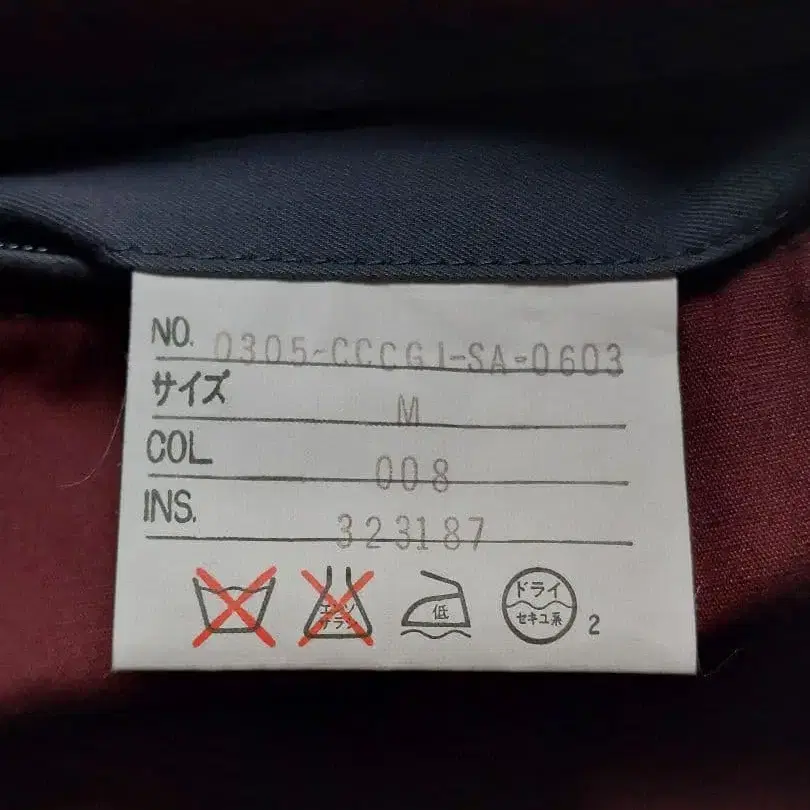 NO. 0305-CCCGJ-SA-0603
サイズ M
COL 008
INS. 323187
エンソ
サラシ
低
ドライ
セキユ系
2